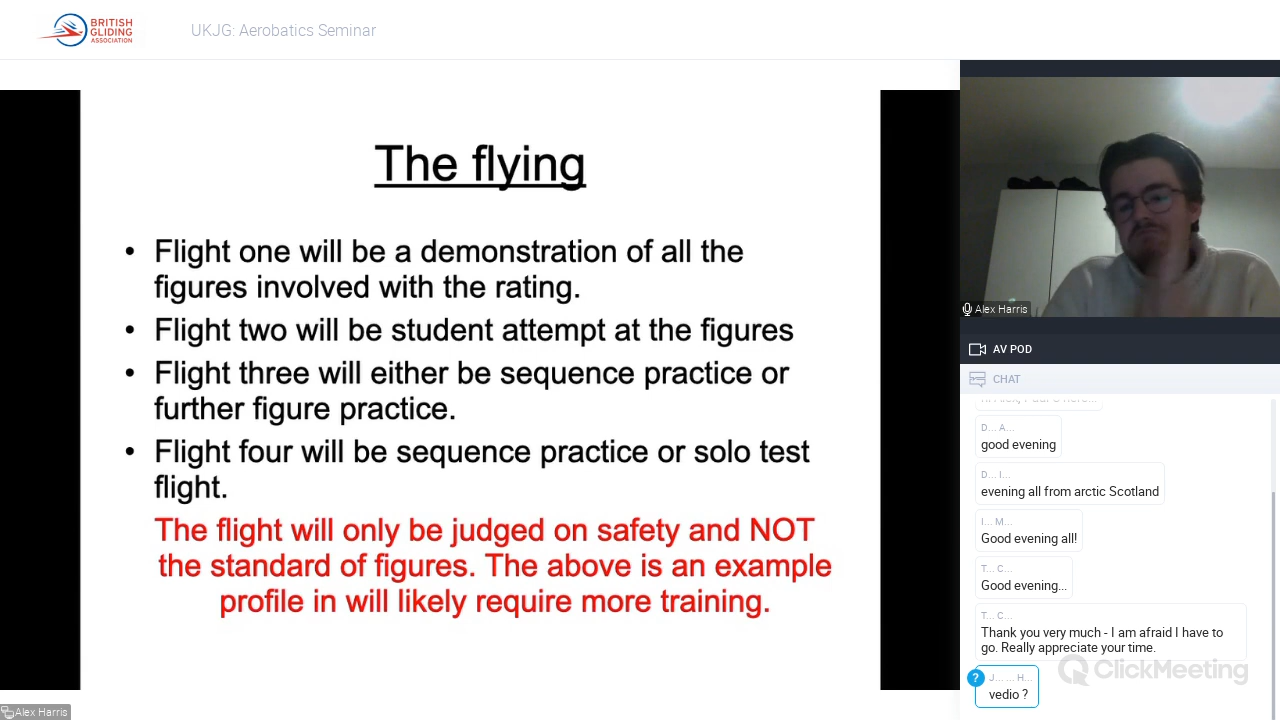 BRITISH
GLIDING
ASSOCIATION
UKJG: Aerobatics Seminar
The flying
• Flight one will be a demonstration of all the
figures involved with the rating.
• Flight two will be student attempt at the figures
• Flight three will either be sequence practice or
further figure practice.
• Flight four will be sequence practice or solo test
flight.
The flight will only be judged on safety and NOT
the standard of figures. The above is an example
profile in will likely require more training.
Alex Harris
Alex Harris
AV POD
CHAT
D... A...
good evening
D... I...
evening all from arctic Scotland
I... M...
Good evening all!
T... C...
Good evening...
T... C...
Thank you very much - I am afraid I have to
go. Really appreciate your time.
ClickMeeting
?
J... ... H...
vedio ?